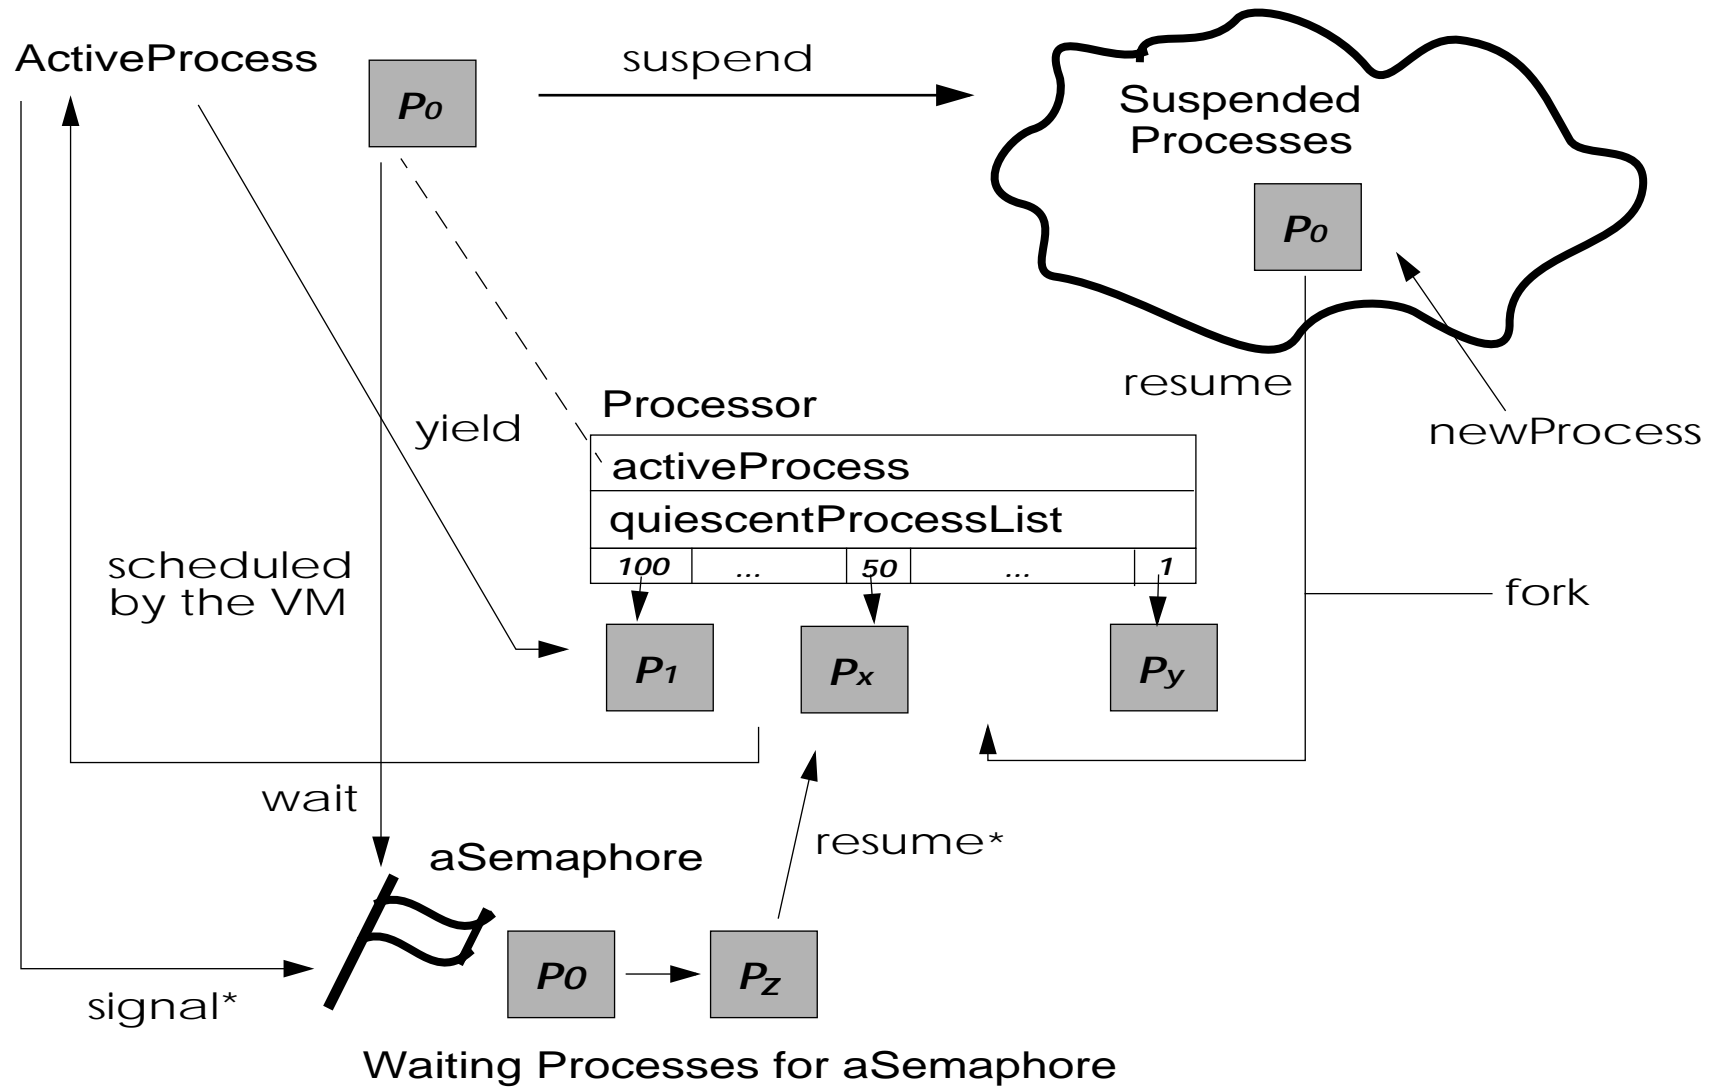 ActiveProcess
P0
suspend
Suspended
Processes
P0
resume
newProcess
Processor
yield
activeProcess
quiescentProcessList
100 ... 50 ... 1
scheduled
by the VM
fork
P1
Px
Py
wait
resume*
aSemaphore
P0
Pz
signal*
Waiting Processes for aSemaphore